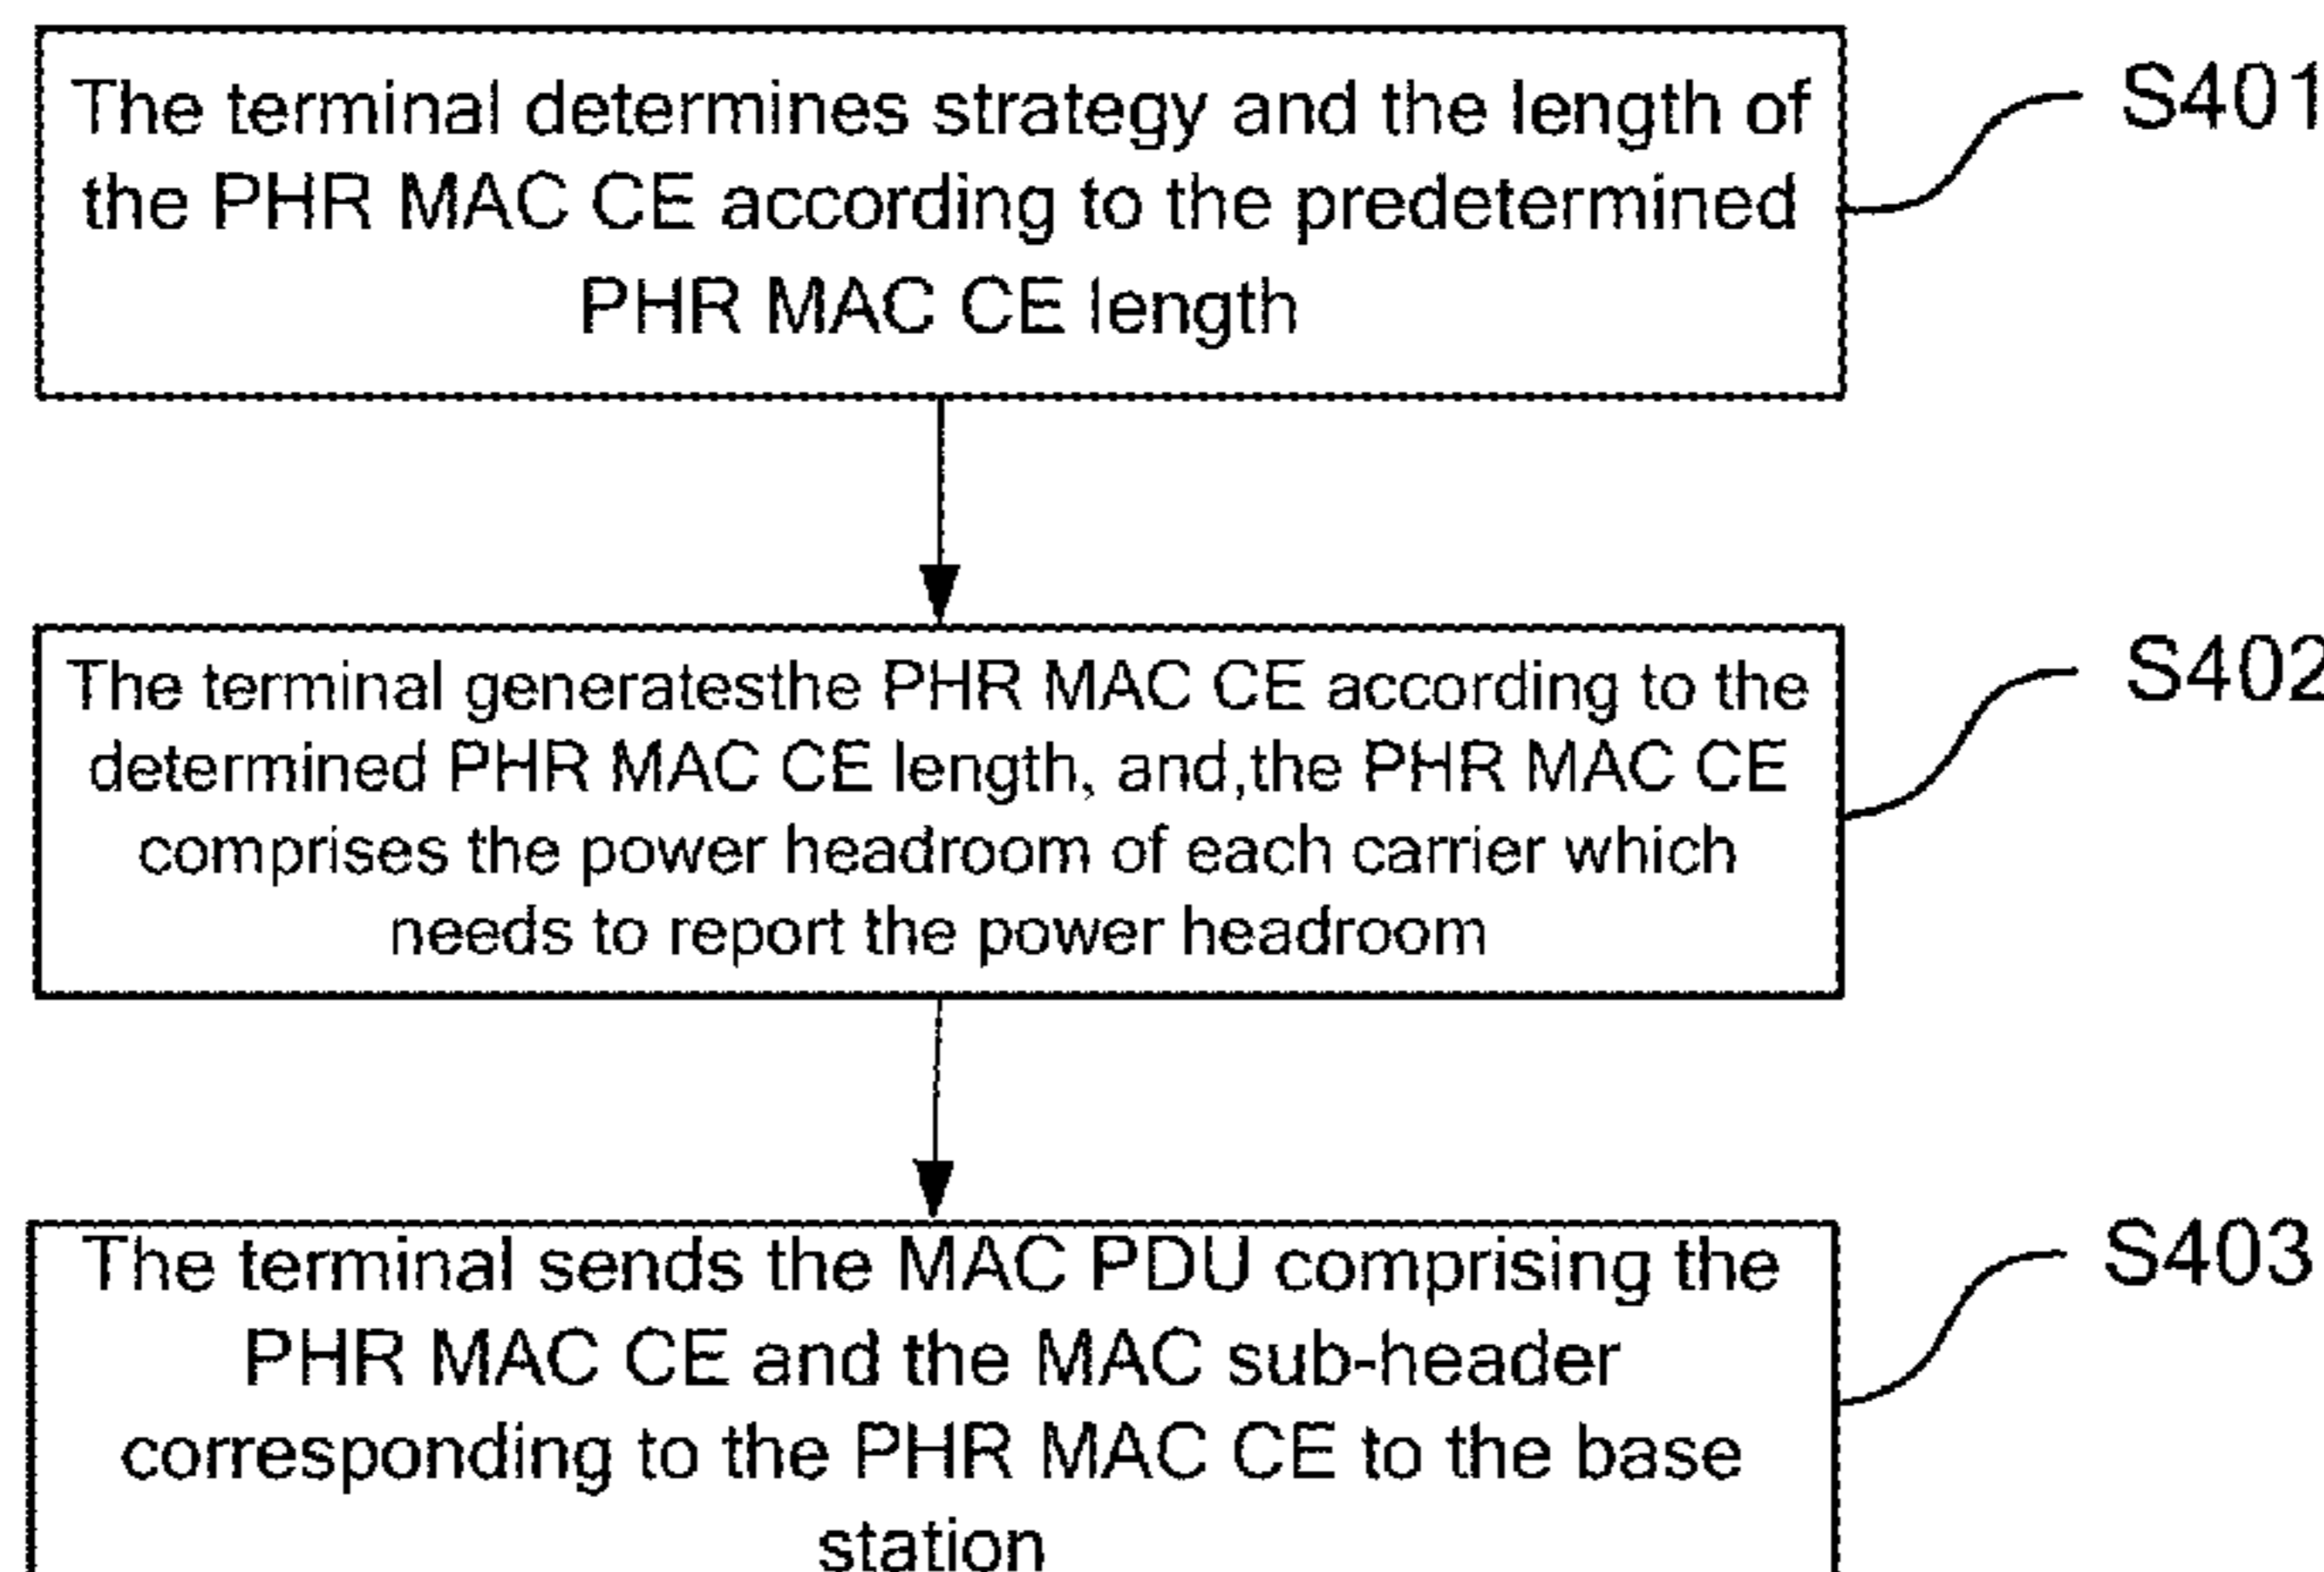 The terminal determines strategy and the length of
the PHR MAC CE according to the predetermined
PHR MAC CE length
S401
The terminal generatesthe PHR MAC CE according to the
determined PHR MAC CE length, and,the PHR MAC CE
comprises the power headroom of each carrier which
needs to report the power headroom
S402
The terminal sends the MAC PDU comprising the
PHR MAC CE and the MAC sub-header
corresponding to the PHR MAC CE to the base
station
S403